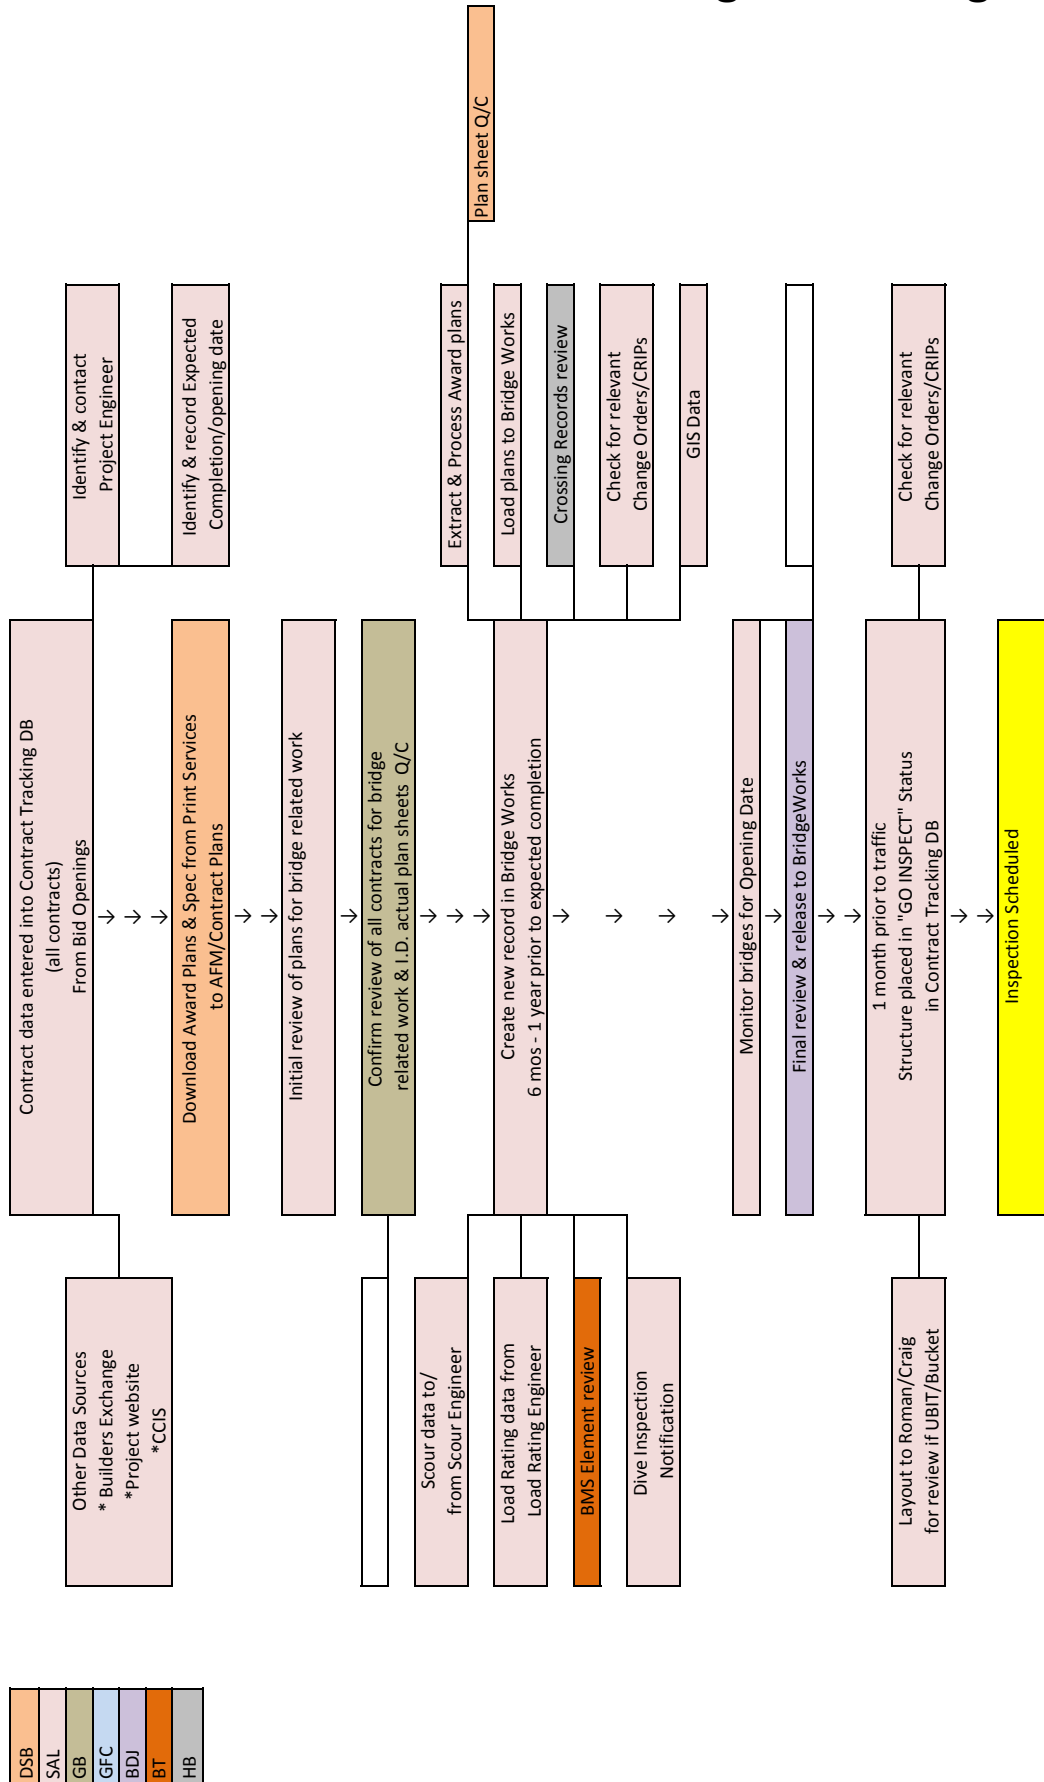 Contract data entered into Contract Tracking DB
(all contracts)
From Bid Openings
Identify & contact
Project Engineer
Identify & record Expected
Completion/opening date
Other Data Sources
* Builders Exchange
*Project website
*CCIS
Download Award Plans & Spec from Print Services
to AFM/Contract Plans
Initial review of plans for bridge related work
Confirm review of all contracts for bridge
related work & I.D. actual plan sheets Q/C
Create new record in Bridge Works
6 mos - 1 year prior to expected completion
Scour data to/
from Scour Engineer
Load Rating data from
Load Rating Engineer
BMS Element review
Dive Inspection
Notification
Extract & Process Award plans
Plan sheet Q/C
Load plans to Bridge Works
Crossing Records review
Check for relevant
Change Orders/CRIPs
GIS Data
Monitor bridges for Opening Date
Final review & release to BridgeWorks
1 month prior to traffic
Structure placed in "GO INSPECT" Status
in Contract Tracking DB
Layout to Roman/Craig
for review if UBIT/Bucket
Check for relevant
Change Orders/CRIPs
Inspection Scheduled
DSB
SAL
GB
GFC
BDJ
BT
HB